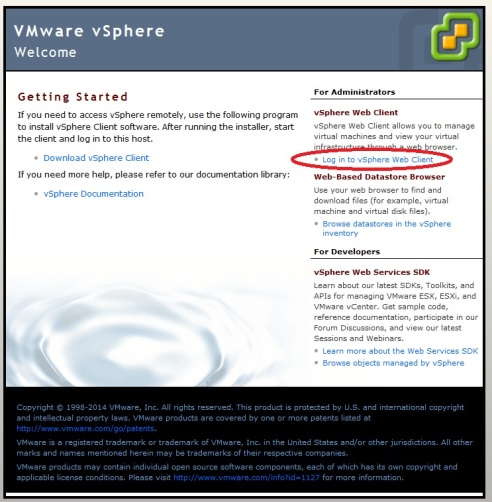 VMware vSphere
Welcome
Getting Started
If you need to access vSphere remotely, use the following program
to install vSphere Client software. After running the installer, start
the client and log in to this host.
Download vSphere Client
If you need more help, please refer to our documentation library:
vSphere Documentation
For Administrators
vSphere Web Client
vSphere Web Client allows you to manage
virtual machines and view your virtual
infrastructure through a web browser.
Log in to vSphere Web Client
Web-Based Datastore Browser
Use your web browser to find and
download files (for example, virtual
machine and virtual disk files).
Browse datastores in the vSphere
inventory
For Developers
vSphere Web Services SDK
Learn about our latest SDKs, Toolkits, and
APIs for managing VMware ESX, ESXi, and
VMware vCenter. Get sample code,
reference documentation, participate in our
Forum Discussions, and view our latest
Sessions and Webinars.
Learn more about the Web Services SDK
Browse objects managed by vSphere
Copyright © 1998-2014 VMware, Inc. All rights reserved. This product is protected by U.S. and international copyright
and intellectual property laws. VMware products are covered by one or more patents listed at
http://www.vmware.com/go/patents.
VMware is a registered trademark or trademark of VMware, Inc. in the United States and/or other jurisdictions. All other
marks and names mentioned herein may be trademarks of their respective companies.
VMware products may contain individual open source software components, each of which has its own copyright and
applicable license conditions. Please visit http://www.vmware.com/info?id=1127 for more information.